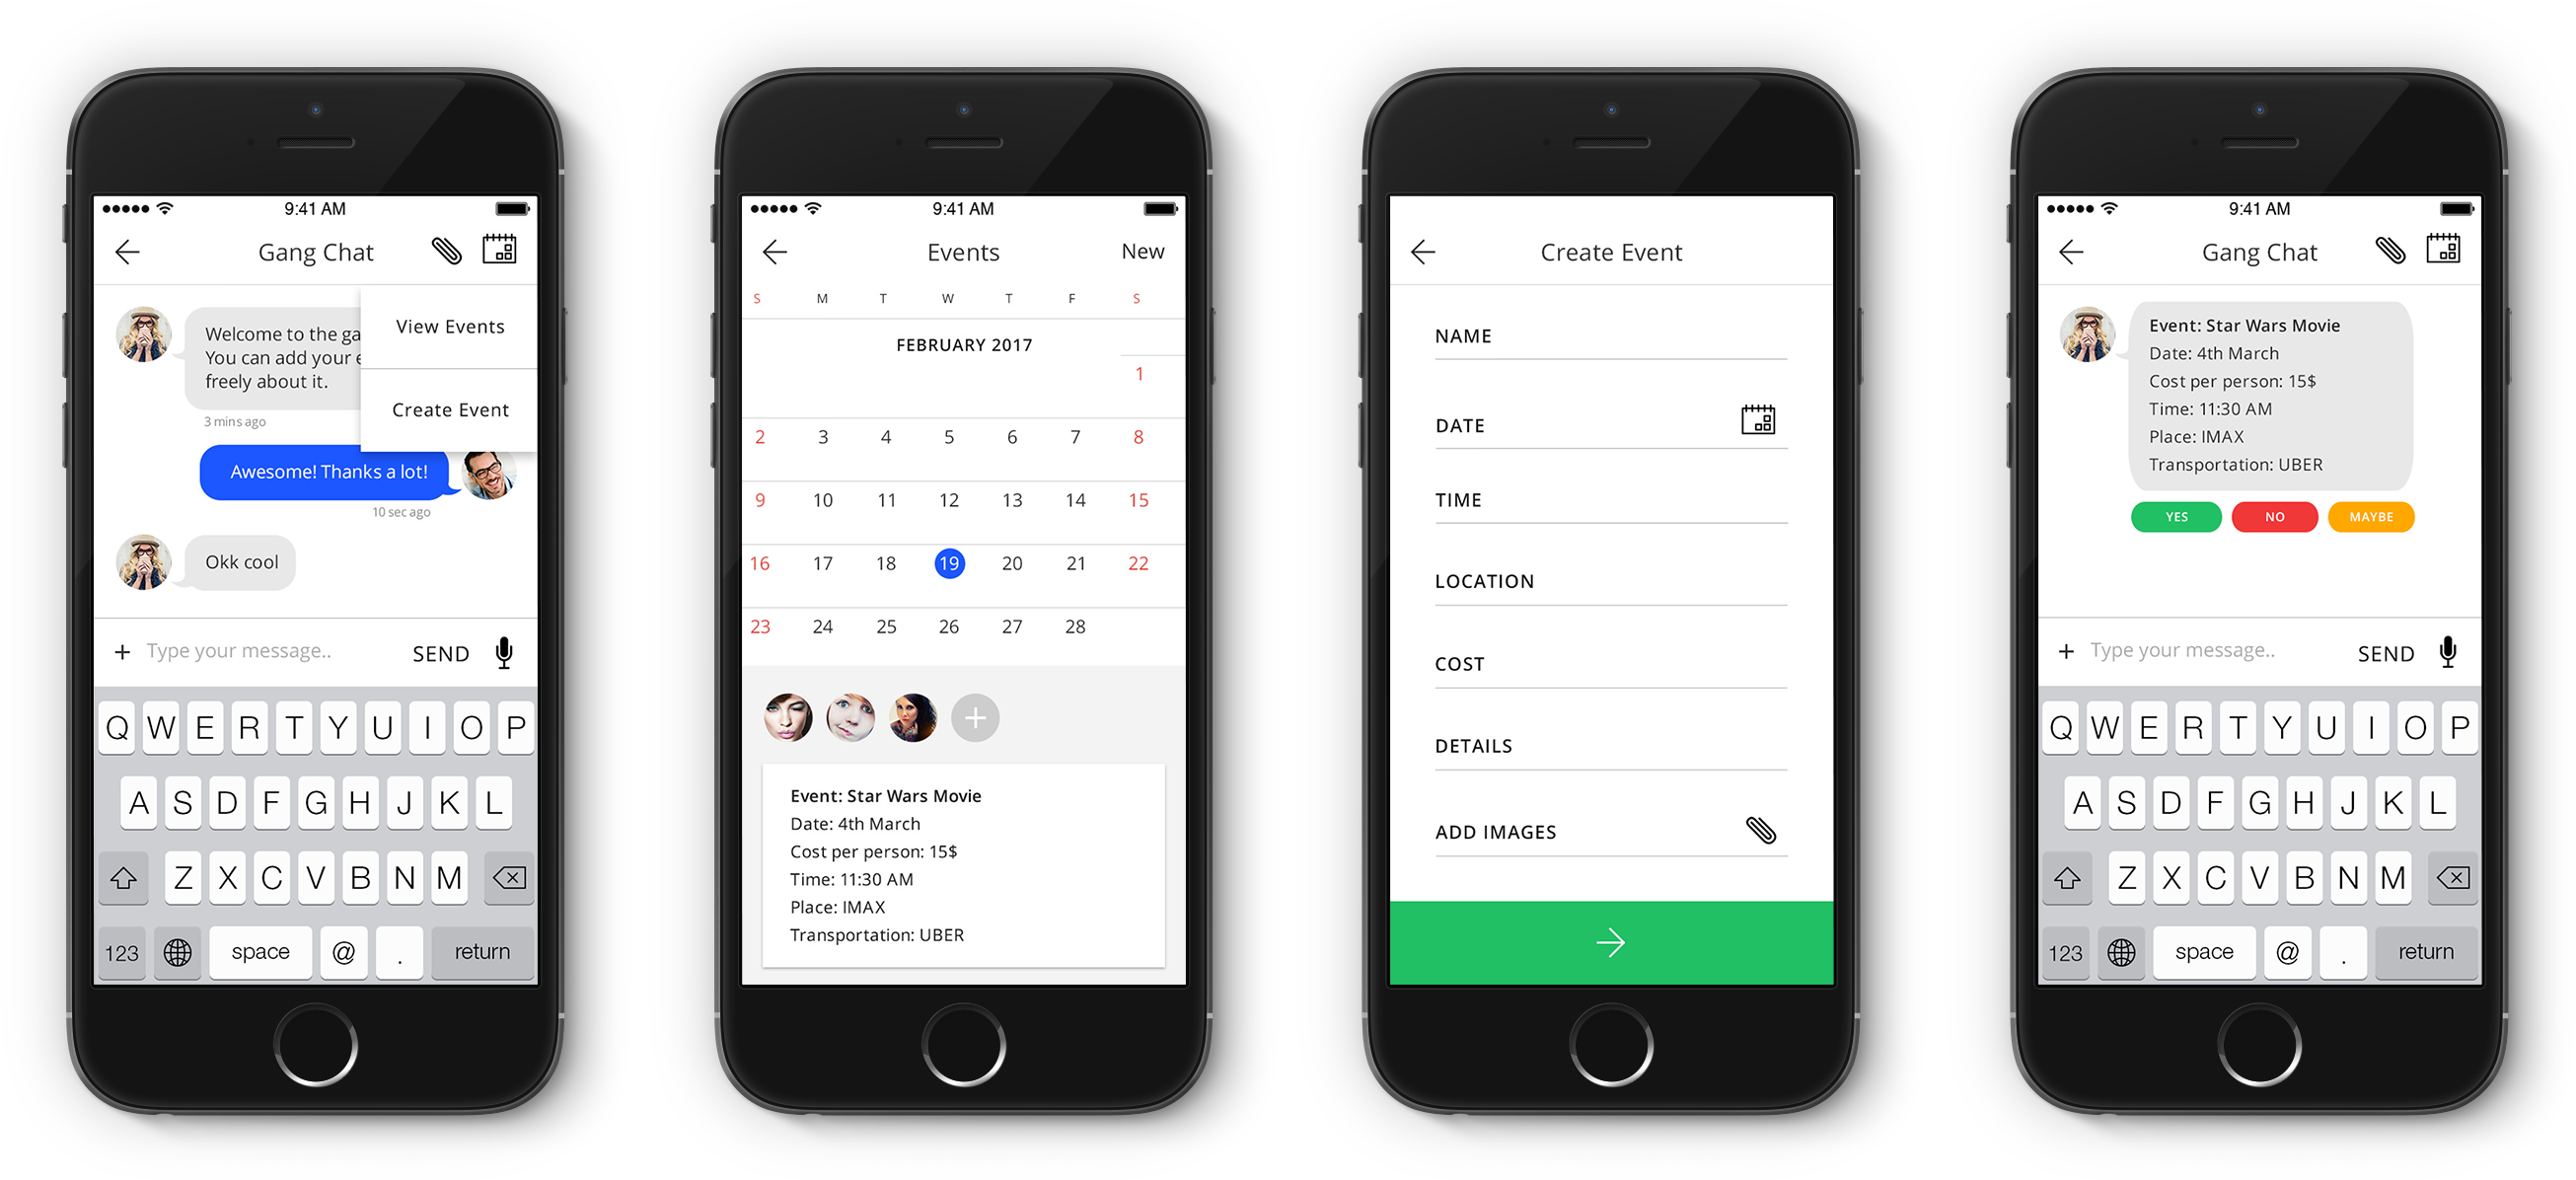 9:41 AM
Gang Chat
View Events
Create Event
Welcome to the ga
You can add your e
freely about it.
3 mins ago
Awesome! Thanks a lot!
10 sec ago
Okk cool
+ Type your message.. SEND
Q W E R T Y U I O P
A S D F G H J K L
Z X C V B N M
123 space @ . return
9:41 AM
Events New
S M T W T F S
FEBRUARY 2017
1
2 3 4 5 6 7 8
9 10 11 12 13 14 15
16 17 18 19 20 21 22
23 24 25 26 27 28
+
Event: Star Wars Movie
Date: 4th March
Cost per person: 15$
Time: 11:30 AM
Place: IMAX
Transportation: UBER
Create Event
NAME
DATE
TIME
LOCATION
COST
DETAILS
ADD IMAGES
9:41 AM
Gang Chat
Event: Star Wars Movie
Date: 4th March
Cost per person: 15$
Time: 11:30 AM
Place: IMAX
Transportation: UBER
YES NO MAYBE
+ Type your message.. SEND
Q W E R T Y U I O P
A S D F G H J K L
Z X C V B N M
123 space @ . return